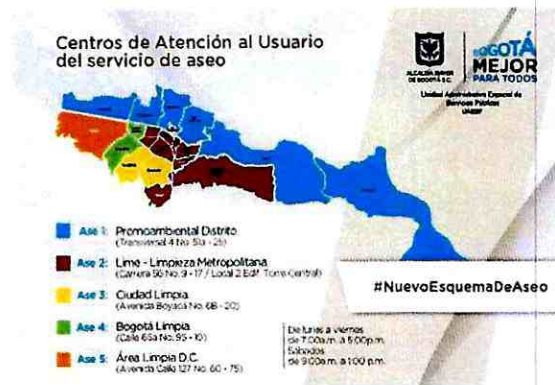 Centros de Atención al Usuario
del servicio de aseo
ALCALDÍA MAYOR
DE BOGOTÁ D.C.
BOGOTÁ
MEJOR
PARA TODOS
Unidad Administrativa Especial de
Servicios Públicos
UAESP
Ase 1: Promoambiental Distrito
(Transversal 4 No. 51a - 25)
Ase 2: Lime - Limpieza Metropolitana
(Carrera 56 No. 9 - 17 / Local 2 Edif. Torre Central)
Ase 3: Ciudad Limpia
(Avenida Boyacá No. 6B - 20)
Ase 4: Bogotá Limpia
(Calle 65a No. 95 - 10)
Ase 5: Área Limpia D.C.
(Avenida Calle 127 No. 60 - 75)
#NuevoEsquemaDeAseo
De lunes a viernes
de 7:00a.m. a 5:00p.m.
Sábados
de 9:00a.m. a 1:00 p.m.